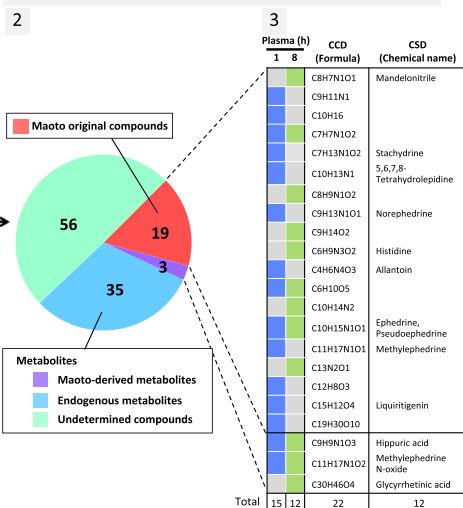 2
3
Plasma (h)
1 8
CCD
(Formula)
CSD
(Chemical name)
Maoto original compounds
56
19
3
35
Metabolites
Maoto-derived metabolites
Endogenous metabolites
Undetermined compounds
C8H7N1O1 Mandelonitrile
C9H11N1
C10H16
C7H7N1O2
C7H13N1O2 Stachydrine
C10H13N1 5,6,7,8-
Tetrahydrolepidine
C8H9N1O2
C9H13N1O1 Norephedrine
C9H14O2
C6H9N3O2 Histidine
C4H6N4O3 Allantoin
C6H10O5
C10H14N2
C10H15N1O1 Ephedrine,
Pseudoephedrine
C11H17N1O1 Methylephedrine
C13N2O1
C12H8O3
C15H12O4 Liquiritigenin
C19H30O10
C9H9N1O3 Hippuric acid
C11H17N1O2 Methylephedrine
N-oxide
C30H46O4 Glycyrrhetinic acid
Total 15 12 22 12